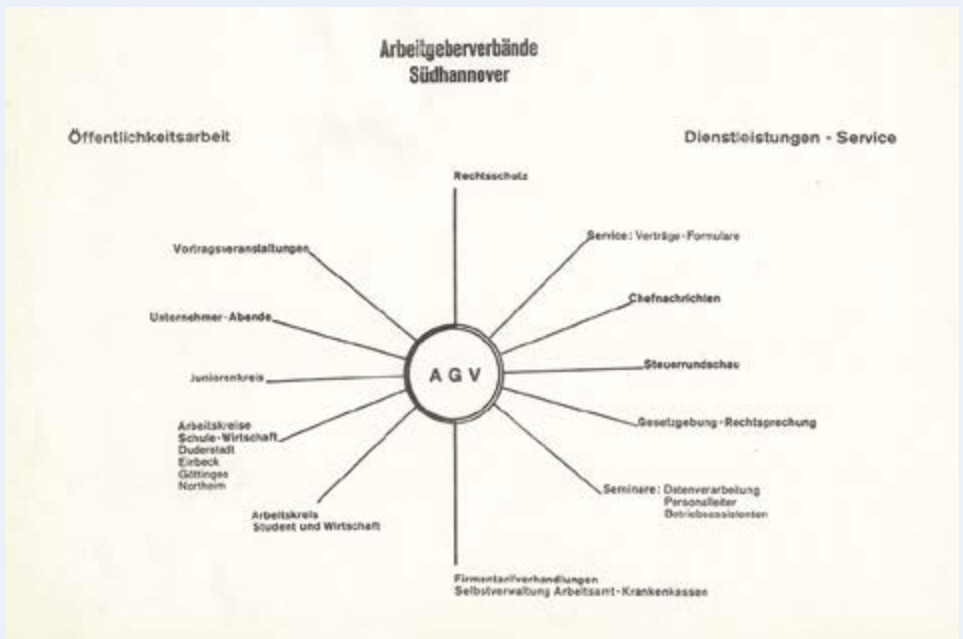 Arbeitgeberverbände
Südhannover
Öffentlichkeitsarbeit
Dienstleistungen - Service
Rechtsschutz
Vortragsveranstaltungen
Service: Verträge-Formulare
Unternehmer-Abende
Chefnachrichten
Juniorenkreis
AGV
Steuerrundschau
Arbeitskreise
Schule-Wirtschaft
Duderstadt
Einbeck
Göttingen
Northeim
Gesetzgebung-Rechtsprechung
Seminare: Datenverarbeitung
Personalleiter
Betriebsassistenten
Arbeitskreis
Student und Wirtschaft
Firmentarifverhandlungen
Selbstverwaltung Arbeitsamt-Krankenkassen